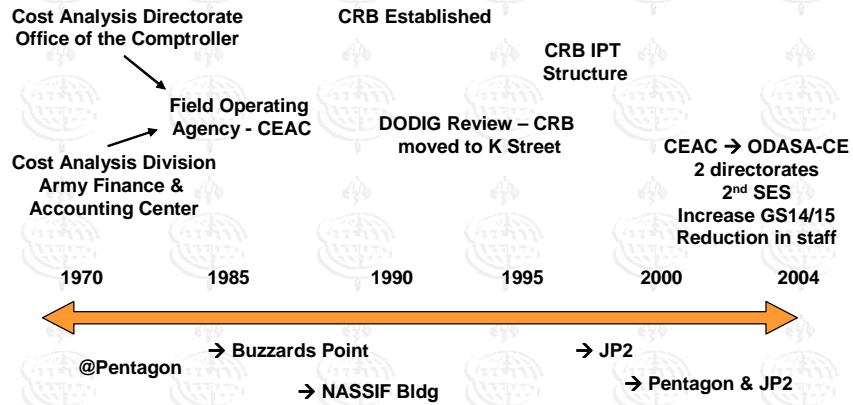 Cost Analysis Directorate
Office of the Comptroller
CRB Established
CRB IPT
Structure
Field Operating
Agency - CEAC
DODIG Review – CRB
moved to K Street
Cost Analysis Division
Army Finance &
Accounting Center
CEAC → ODASA-CE
2 directorates
2nd SES
Increase GS14/15
Reduction in staff
1970 1985 1990 1995 2000 2004
@Pentagon
→ Buzzards Point
→ NASSIF Bldg
→ JP2
→ Pentagon & JP2